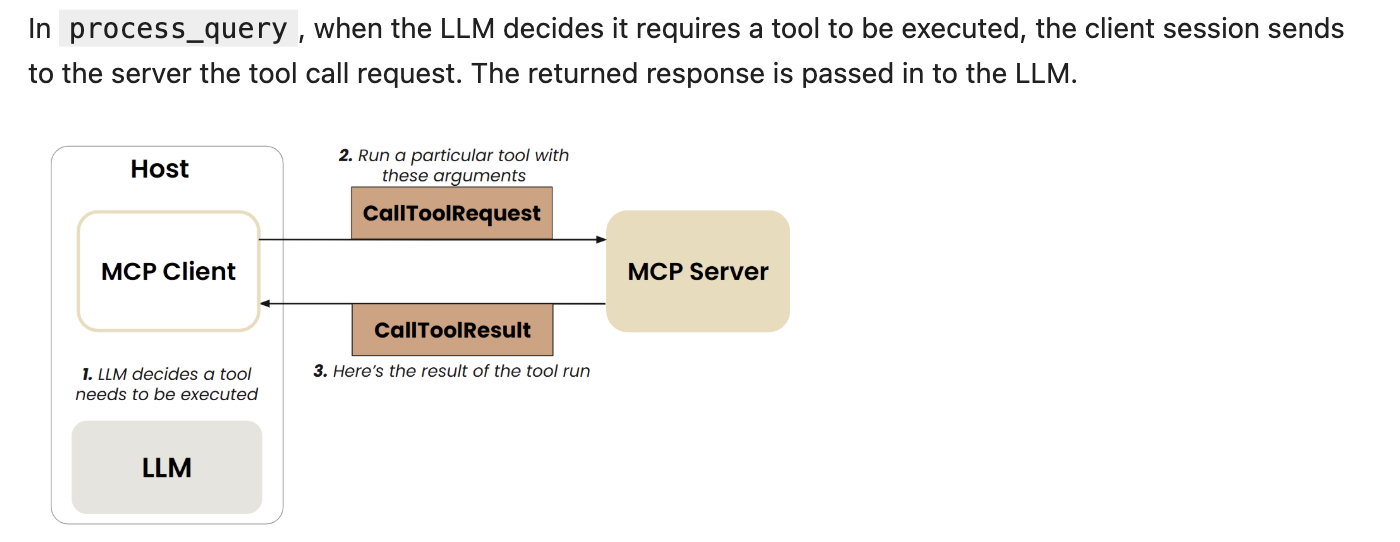 In process_query, when the LLM decides it requires a tool to be executed, the client session sends
to the server the tool call request. The returned response is passed in to the LLM.
Host
2. Run a particular tool with
these arguments
CallToolRequest
MCP Client
MCP Server
CallToolResult
1. LLM decides a tool
needs to be executed
3. Here's the result of the tool run
LLM